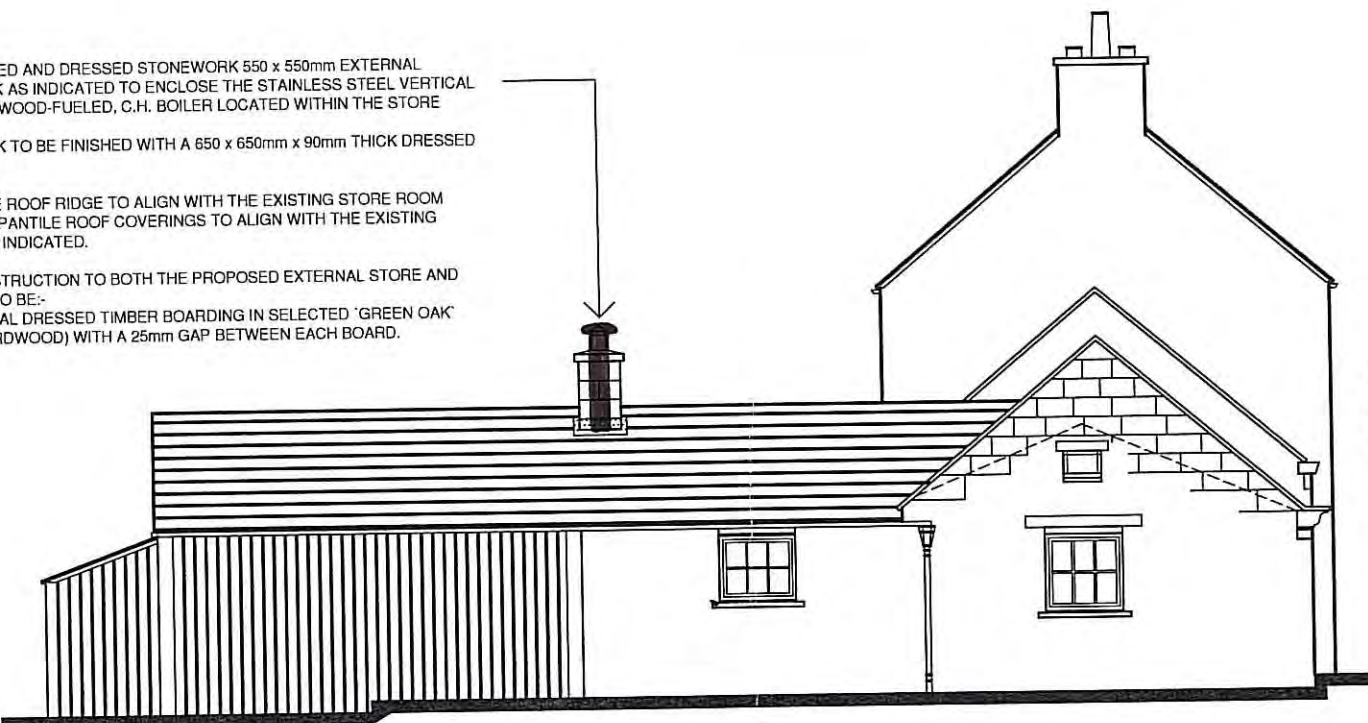 ED AND DRESSED STONEWORK 550 x 550mm EXTERNAL
K AS INDICATED TO ENCLOSE THE STAINLESS STEEL VERTICAL
WOOD-FUELED, C.H. BOILER LOCATED WITHIN THE STORE
K TO BE FINISHED WITH A 650 x 650mm x 90mm THICK DRESSED
E ROOF RIDGE TO ALIGN WITH THE EXISTING STORE ROOM
PANTILE ROOF COVERINGS TO ALIGN WITH THE EXISTING
INDICATED.
STRUCTION TO BOTH THE PROPOSED EXTERNAL STORE AND
O BE:-
AL DRESSED TIMBER BOARDING IN SELECTED 'GREEN OAK'
RDWOOD) WITH A 25mm GAP BETWEEN EACH BOARD.